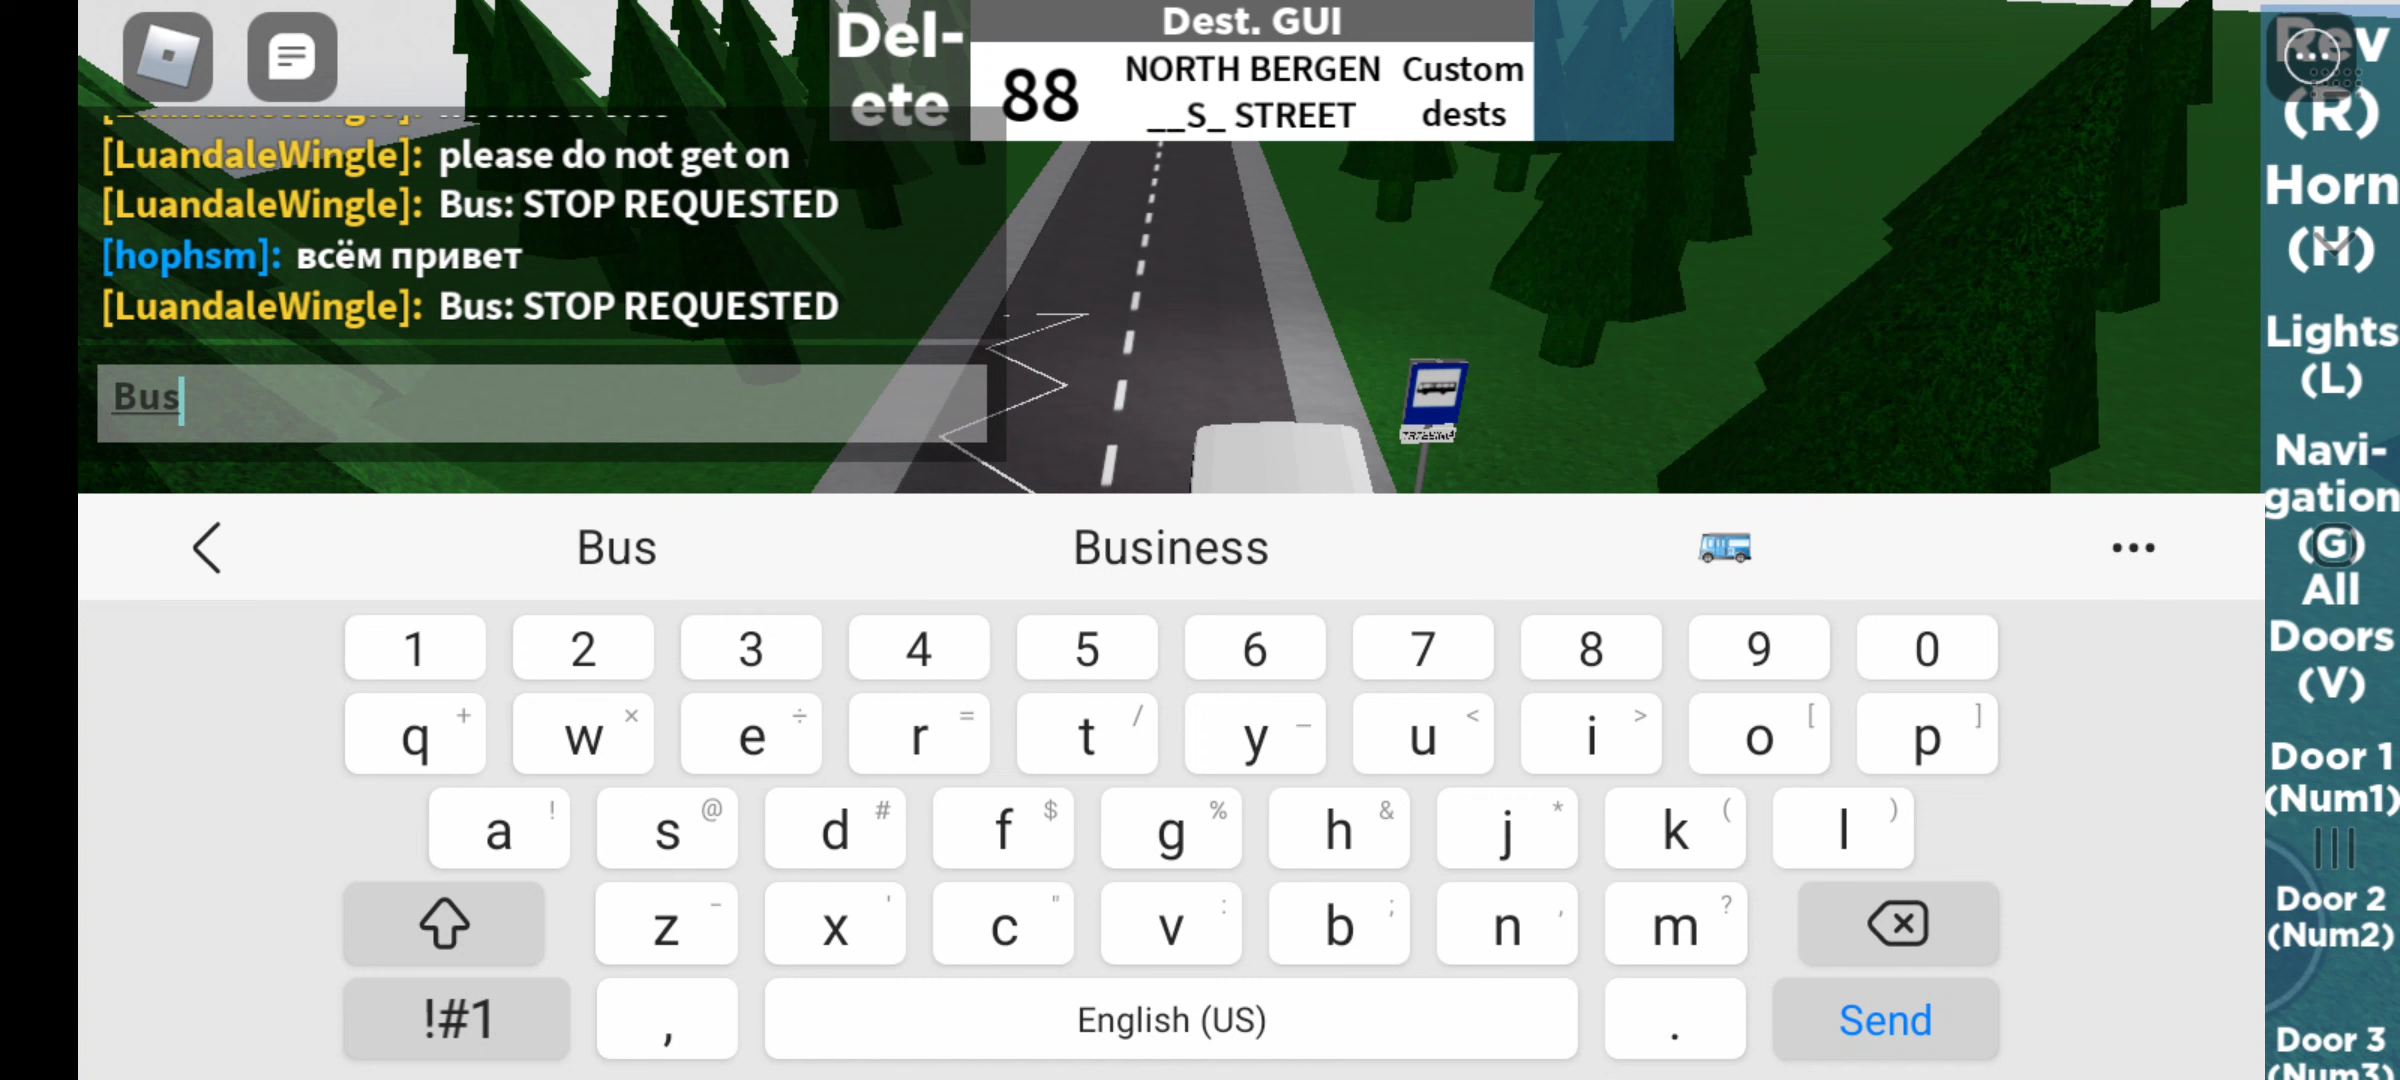 Del-
ete
Dest. GUI
88
NORTH BERGEN
__S_ STREET
Custom
dests
[LuandaleWingle]: please do not get on
[LuandaleWingle]: Bus: STOP REQUESTED
[hophsm]: всём привет
[LuandaleWingle]: Bus: STOP REQUESTED
Bus
TRZEBINIA
Rev
(R)
Horn
(H)
Lights
(L)
Navi-
gation
(G)
All
Doors
(V)
Door 1
(Num1)
Door 2
(Num2)
Door 3
(Num3)
Bus Business
1 2 3 4 5 6 7 8 9 0
q + w × e ÷ r = t / y _ u < i > o [ p ]
a ! s @ d # f $ g % h & j * k ( l )
z - x ' c " v : b ; n , m ?
!#1 , English (US) . Send